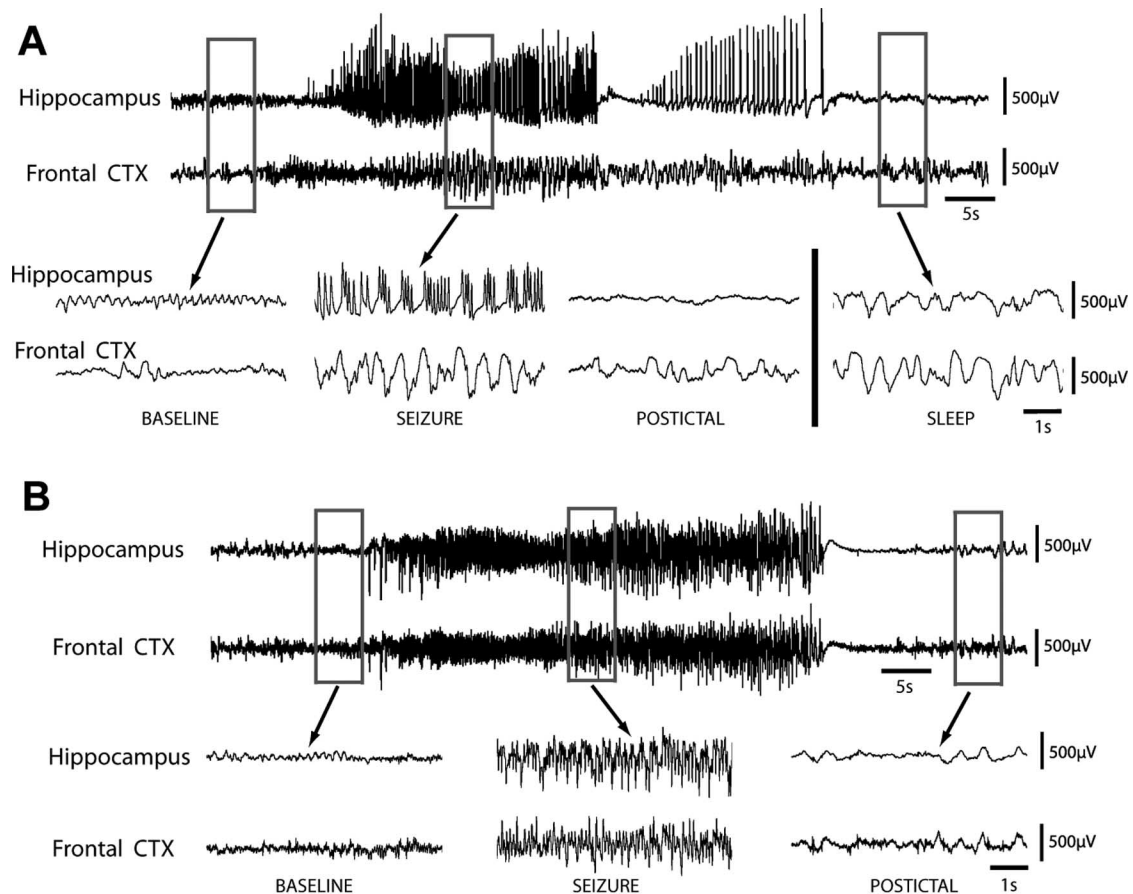 A
Hippocampus
500µV
Frontal CTX
500µV
5s
Hippocampus
500µV
Frontal CTX
500µV
BASELINE SEIZURE POSTICTAL SLEEP
1s
B
Hippocampus
500µV
Frontal CTX
500µV
5s
Hippocampus
500µV
Frontal CTX
500µV
1s
BASELINE SEIZURE POSTICTAL